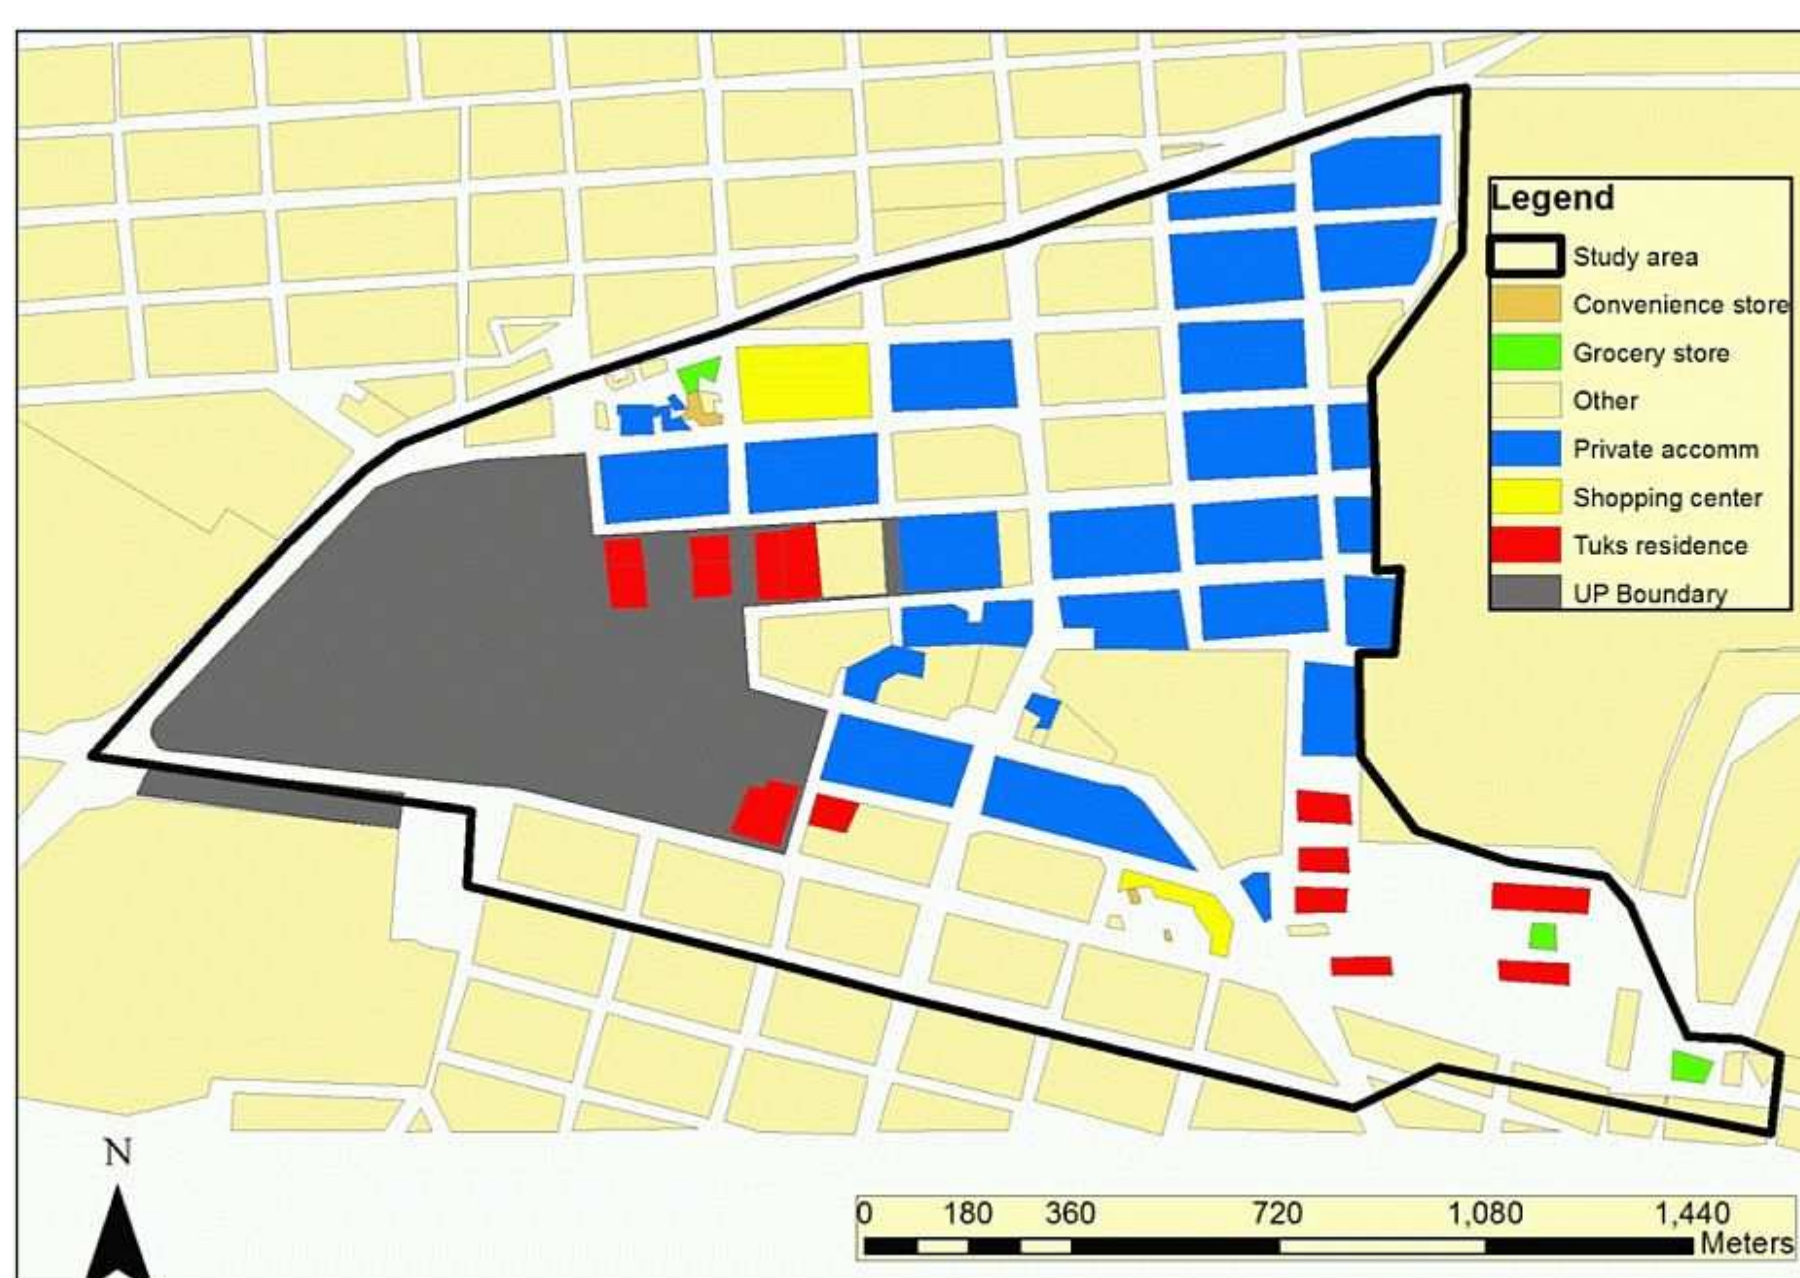 Legend
Study area
Convenience store
Grocery store
Other
Private accomm
Shopping center
Tuks residence
UP Boundary
N
0 180 360 720 1,080 1,440
Meters